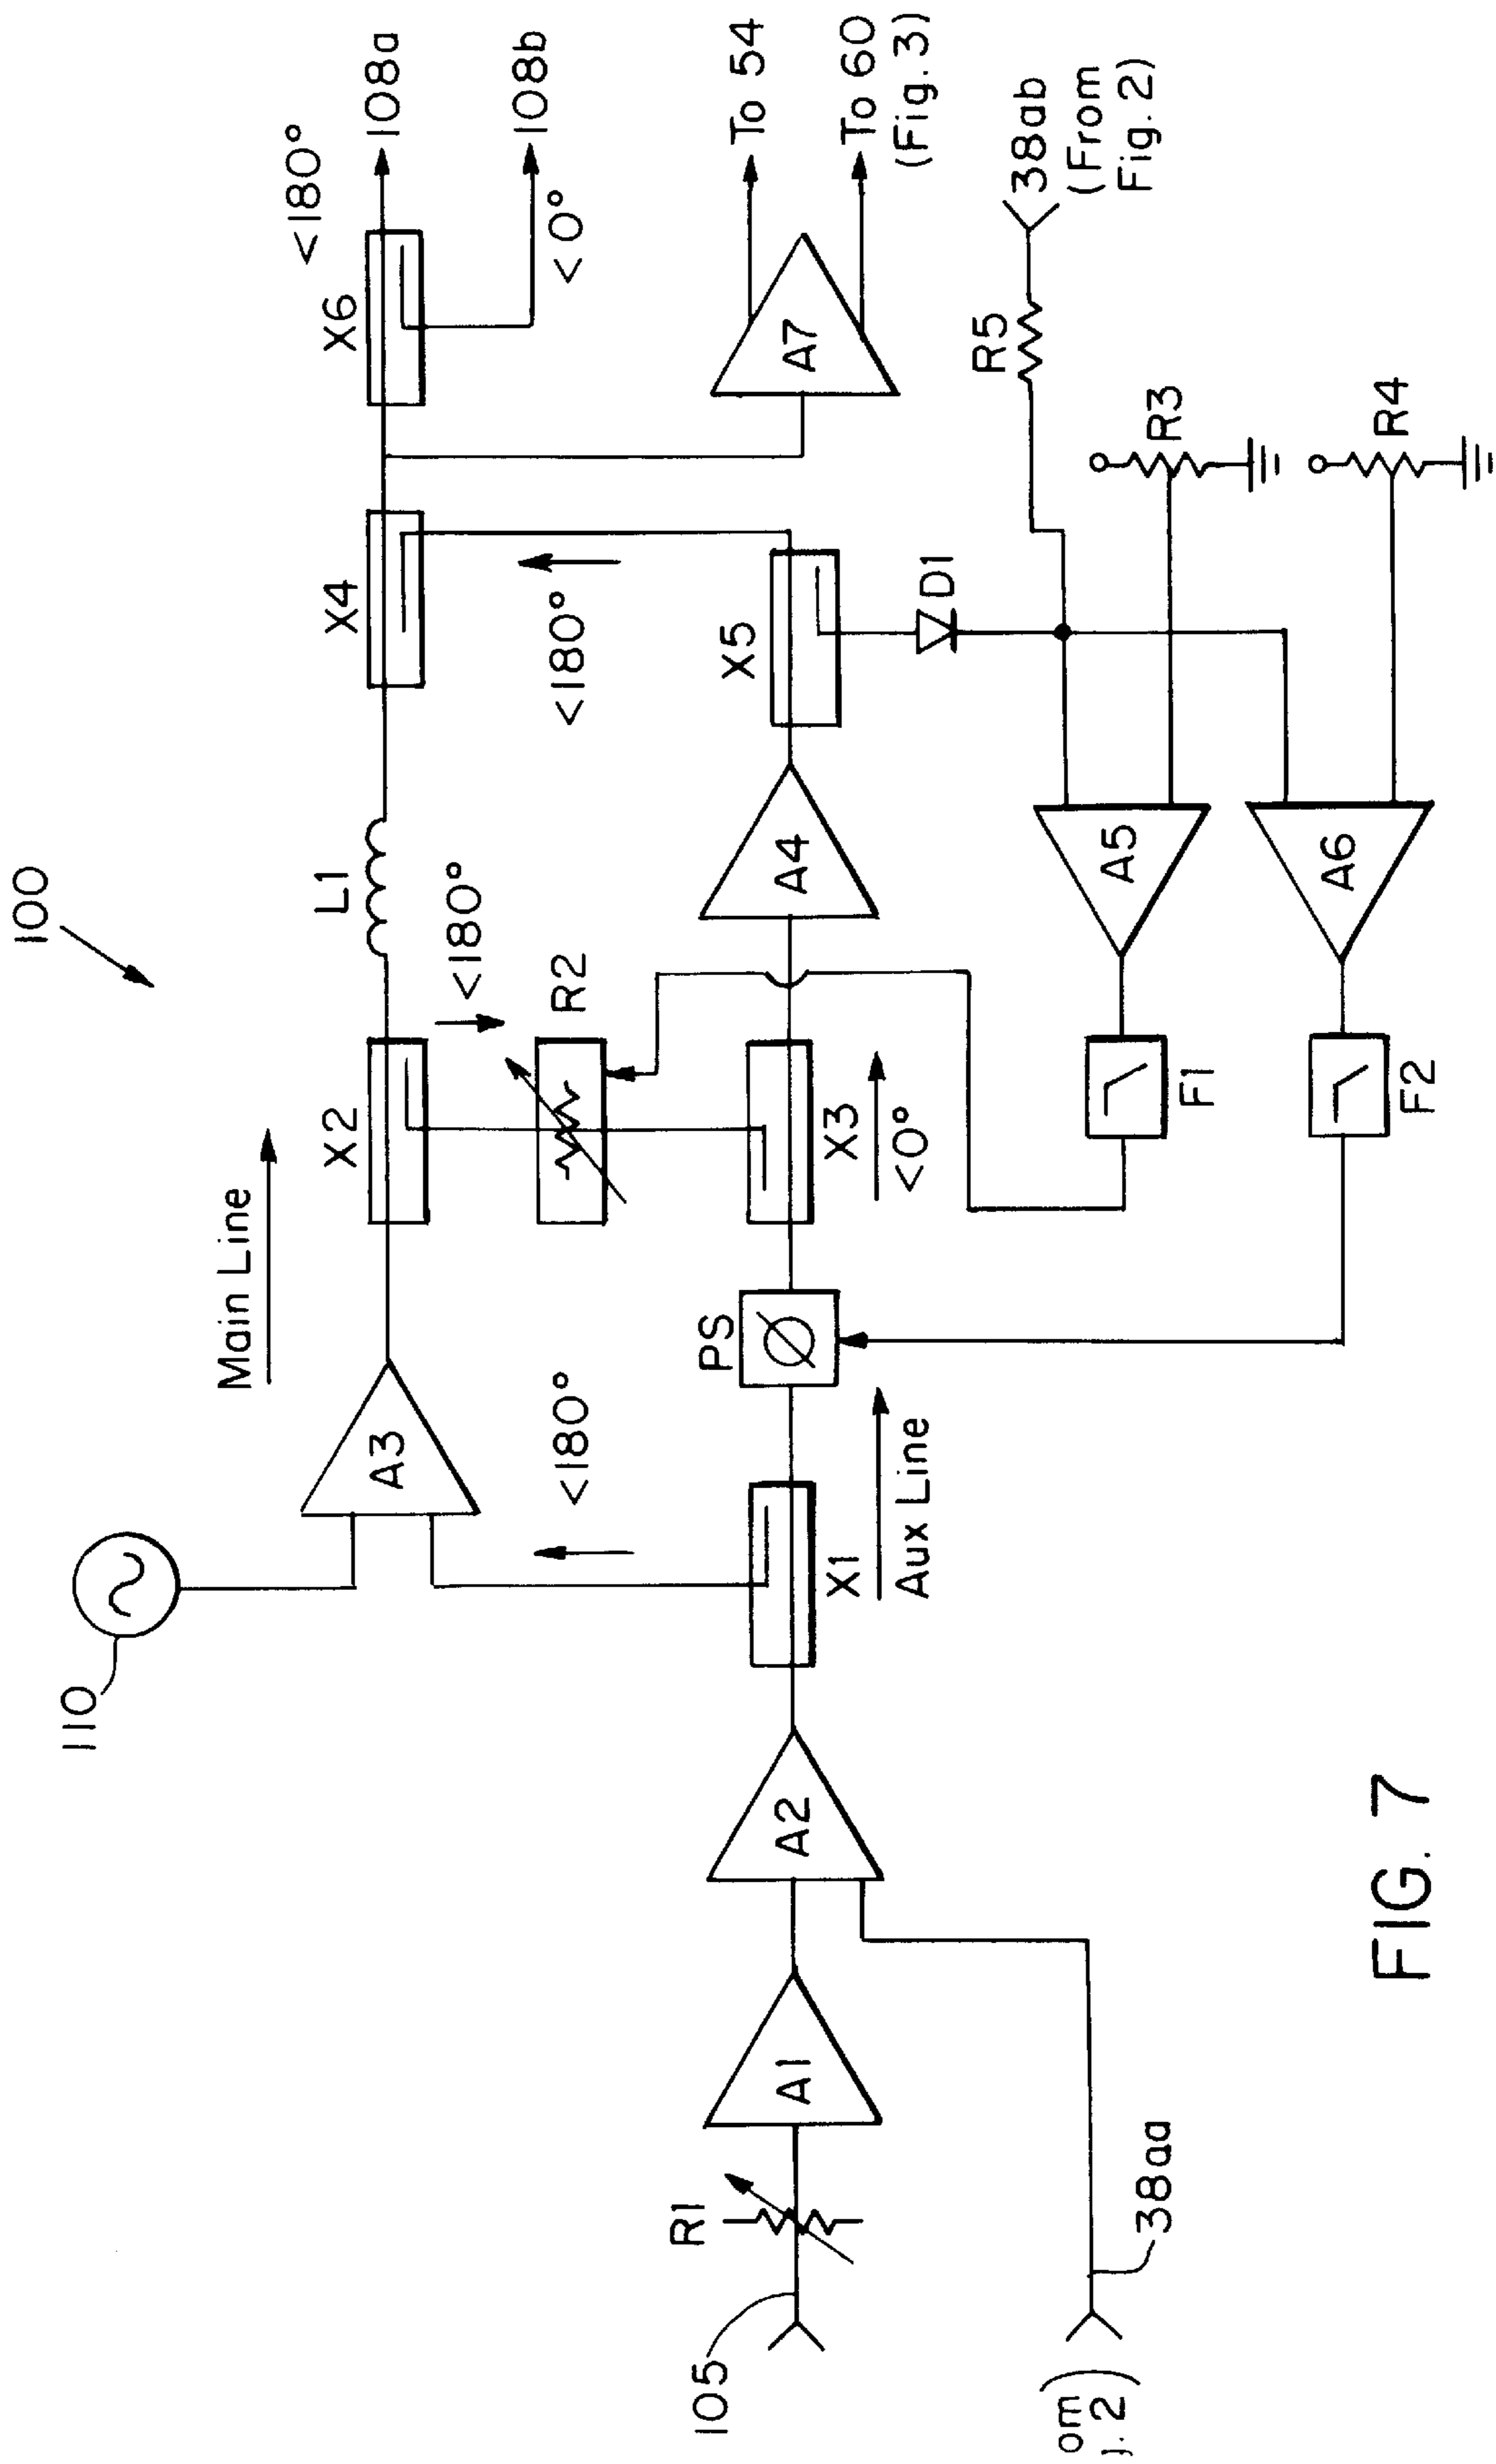 100
110
Main Line
<180°
X6
108a
108b
<0°
X4
L1
X2
A3
<180°
<180°
<180°
R2
To 54
To 60
(Fig. 3)
A7
X5
A4
X3
<0°
PS
X1
Aux Line
A2
A1
R1
105
D1
R5
38ab
(From
Fig. 2)
R3
R4
A5
A6
F1
F2
38aa
om
). 2)
FIG. 7